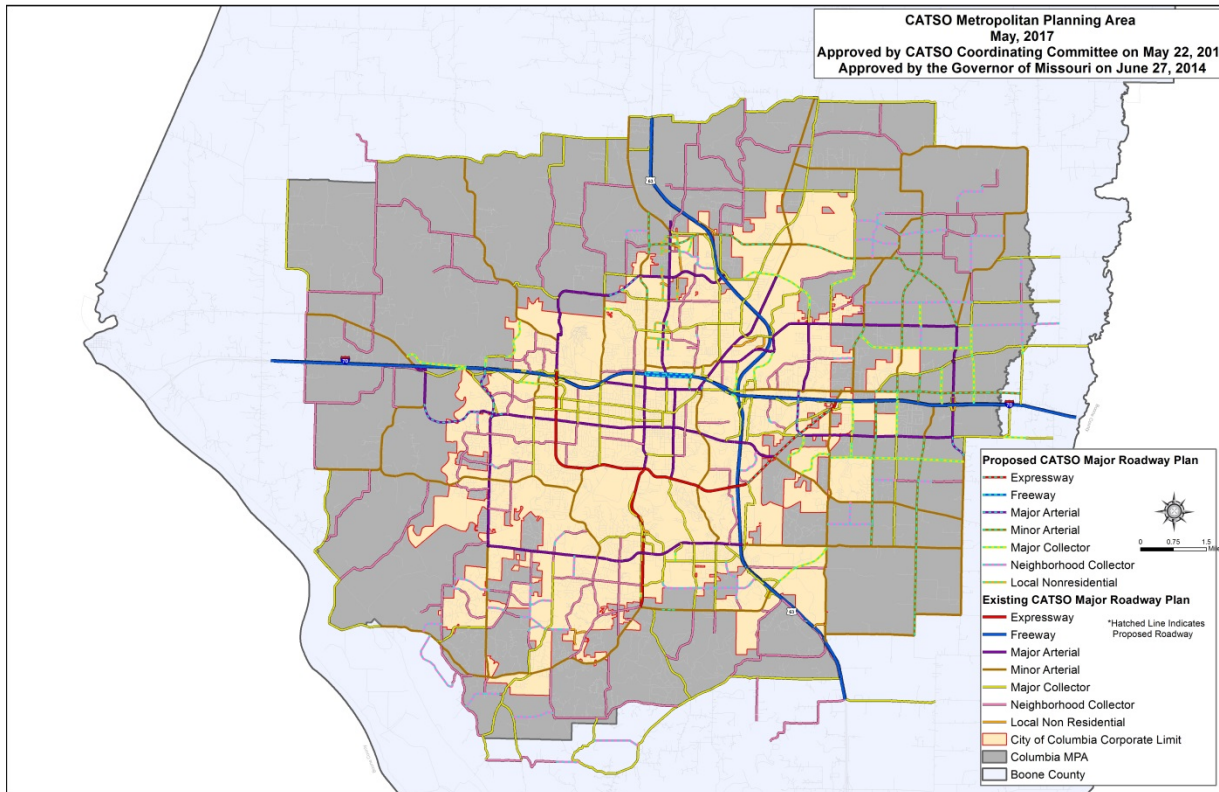 CATSO Metropolitan Planning Area
May, 2017
Approved by CATSO Coordinating Committee on May 22, 201
Approved by the Governor of Missouri on June 27, 2014
63
70
70
63
Proposed CATSO Major Roadway Plan
Expressway
Freeway
Major Arterial
Minor Arterial
Major Collector
Neighborhood Collector
Local Nonresidential
0 0.75 1.5
Existing CATSO Major Roadway Plan
Expressway
*Hatched Line Indicates
Proposed Roadway
Freeway
Major Arterial
Minor Arterial
Major Collector
Neighborhood Collector
Local Non Residential
City of Columbia Corporate Limit
Columbia MPA
Boone County